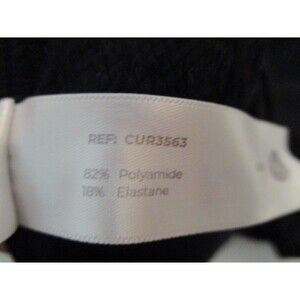 REF: CUR3563
82% Polyamide
18% Elastane